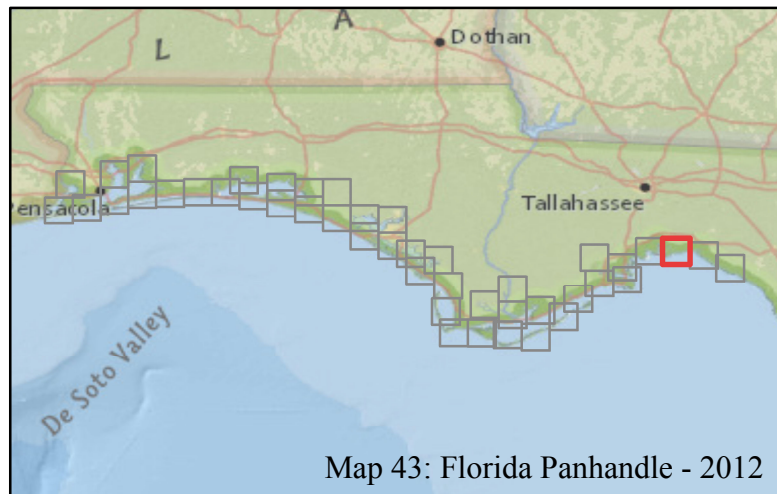 A
L
Dothan
Pensacola
Tallahassee
De Soto Valley
Map 43: Florida Panhandle - 2012